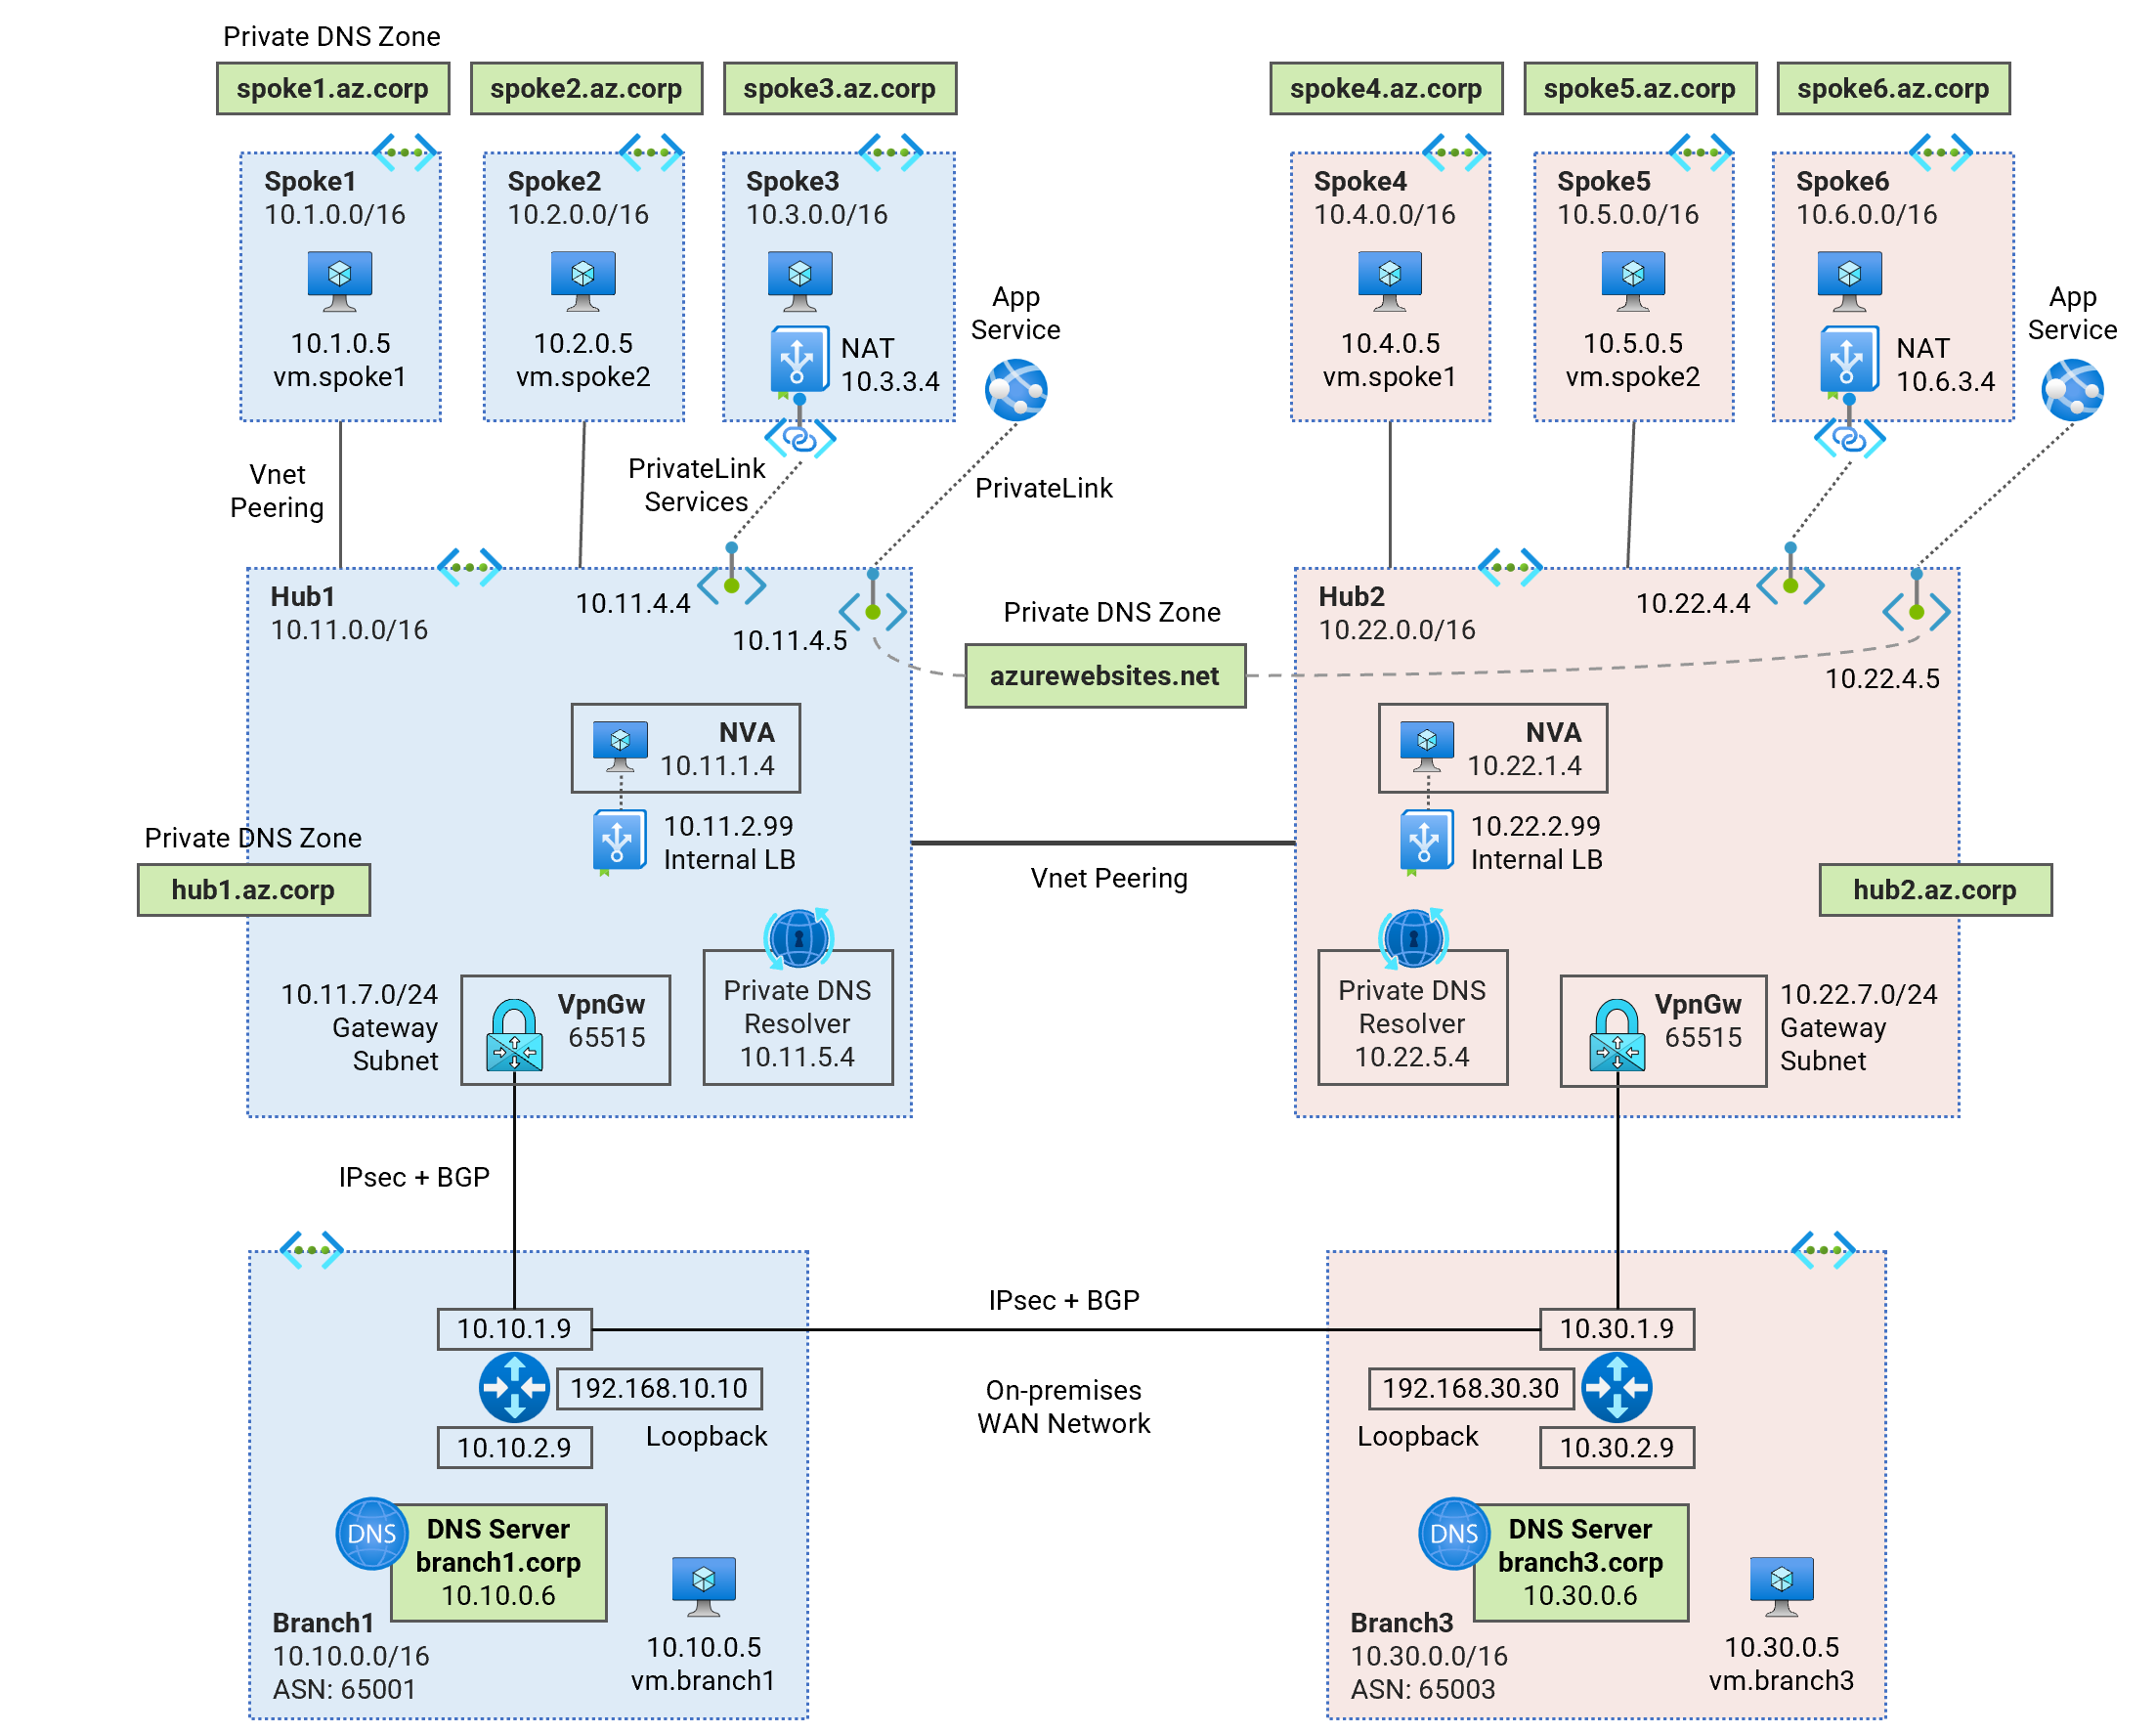 Private DNS Zone
spoke1.az.corp
spoke2.az.corp
spoke3.az.corp
spoke4.az.corp
spoke5.az.corp
spoke6.az.corp
Spoke1
10.1.0.0/16
10.1.0.5
vm.spoke1
Spoke2
10.2.0.0/16
10.2.0.5
vm.spoke2
Spoke3
10.3.0.0/16
NAT
10.3.3.4
App
Service
Spoke4
10.4.0.0/16
10.4.0.5
vm.spoke1
Spoke5
10.5.0.0/16
10.5.0.5
vm.spoke2
Spoke6
10.6.0.0/16
NAT
10.6.3.4
App
Service
Vnet
Peering
PrivateLink
Services
PrivateLink
Hub1
10.11.0.0/16
10.11.4.4
10.11.4.5
Private DNS Zone
azurewebsites.net
Hub2
10.22.0.0/16
10.22.4.4
10.22.4.5
NVA
10.11.1.4
10.11.2.99
Internal LB
Private DNS Zone
hub1.az.corp
Vnet Peering
NVA
10.22.1.4
10.22.2.99
Internal LB
hub2.az.corp
10.11.7.0/24
Gateway
Subnet
VpnGw
65515
Private DNS
Resolver
10.11.5.4
Private DNS
Resolver
10.22.5.4
VpnGw
65515
10.22.7.0/24
Gateway
Subnet
IPsec + BGP
10.10.1.9
192.168.10.10
Loopback
10.10.2.9
IPsec + BGP
On-premises
WAN Network
10.30.1.9
192.168.30.30
Loopback
10.30.2.9
DNS
DNS Server
branch1.corp
10.10.0.6
Branch1
10.10.0.0/16
ASN: 65001
10.10.0.5
vm.branch1
DNS
DNS Server
branch3.corp
10.30.0.6
Branch3
10.30.0.0/16
ASN: 65003
10.30.0.5
vm.branch3